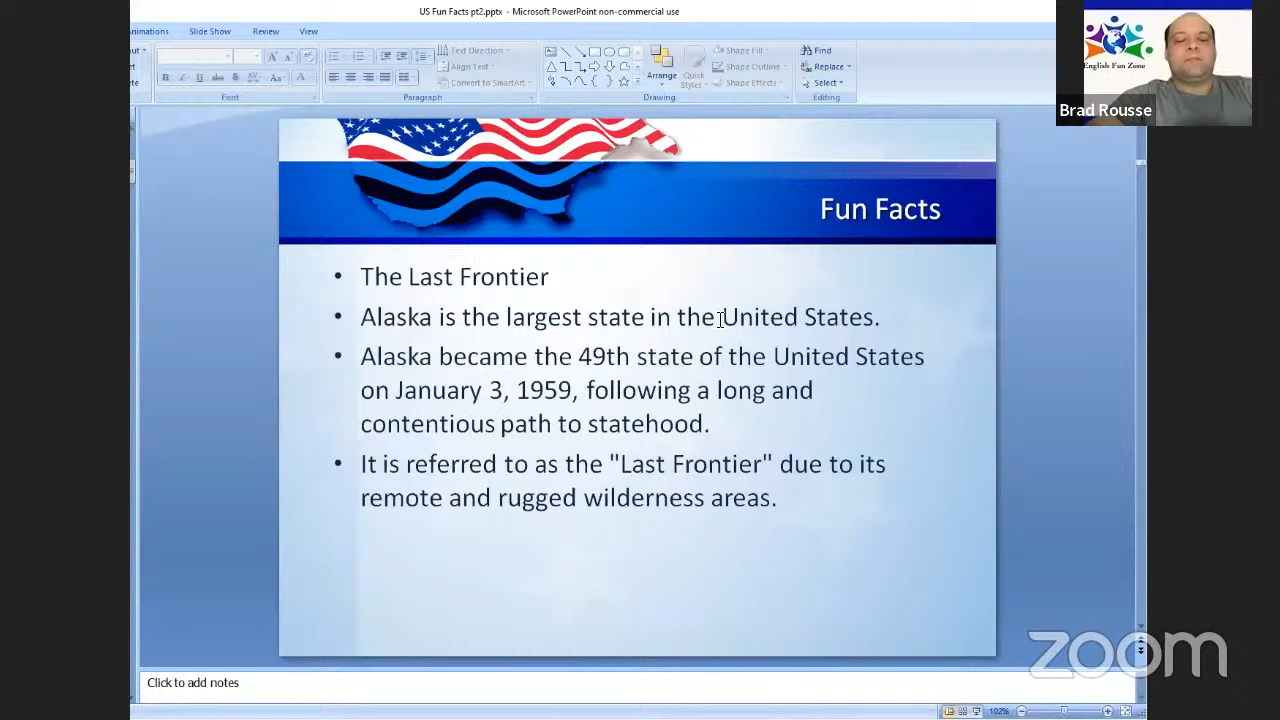 US Fun Facts pt2.pptx - Microsoft PowerPoint non-commercial use
nimations Slide Show Review View
Text Direction
Align Text
Convert to SmartArt
Arrange
Quick
Styles
Shape Fill
Shape Outline
Shape Effects
Find
Replace
Select
Font Paragraph Drawing Editing
English Fun Zone
Brad Rousse
Fun Facts
• The Last Frontier
• Alaska is the largest state in the United States.
• Alaska became the 49th state of the United States
on January 3, 1959, following a long and
contentious path to statehood.
• It is referred to as the "Last Frontier" due to its
remote and rugged wilderness areas.
zoom
Click to add notes
102%